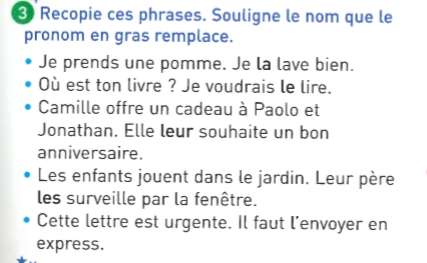 3 Recopie ces phrases. Souligne le nom que le
pronom en gras remplace.
• Je prends une pomme. Je la lave bien.
• Où est ton livre ? Je voudrais le lire.
• Camille offre un cadeau à Paolo et
Jonathan. Elle leur souhaite un bon
anniversaire.
• Les enfants jouent dans le jardin. Leur père
les surveille par la fenêtre.
• Cette lettre est urgente. Il faut l'envoyer en
express.